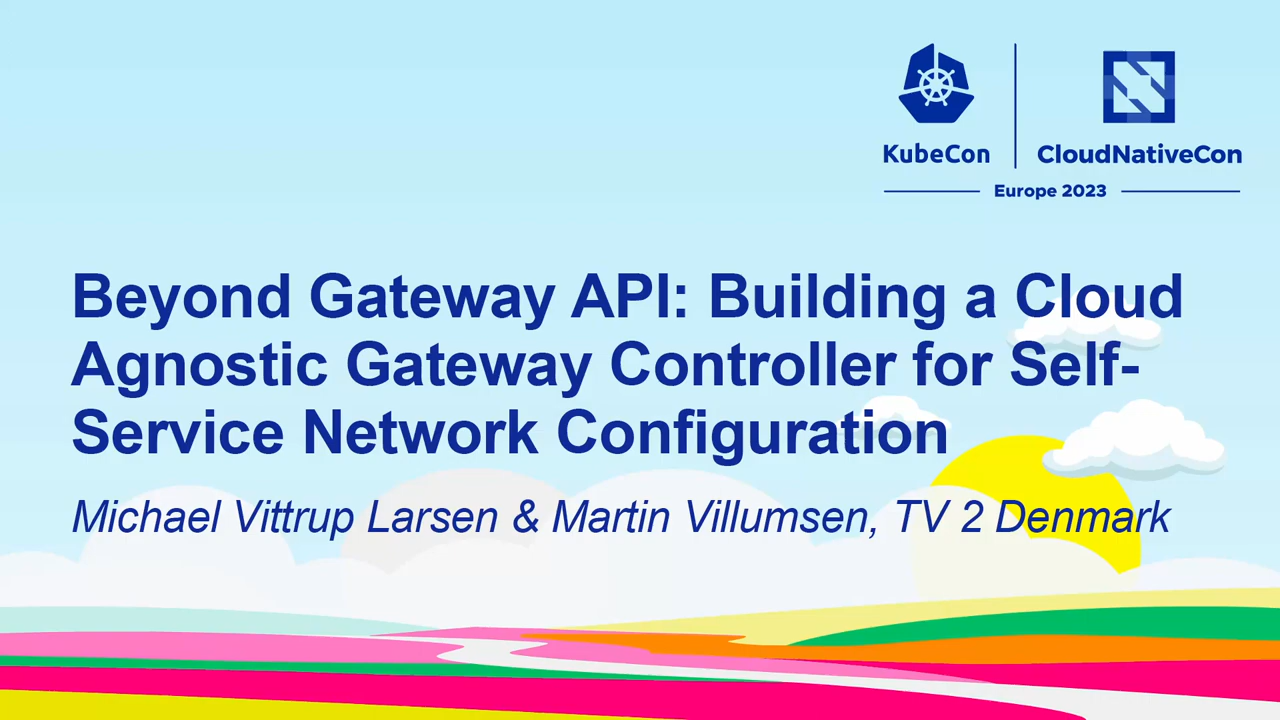 KubeCon
CloudNativeCon
Europe 2023
Beyond Gateway API: Building a Cloud
Agnostic Gateway Controller for Self-
Service Network Configuration
Michael Vittrup Larsen & Martin Villumsen, TV 2 Denmark